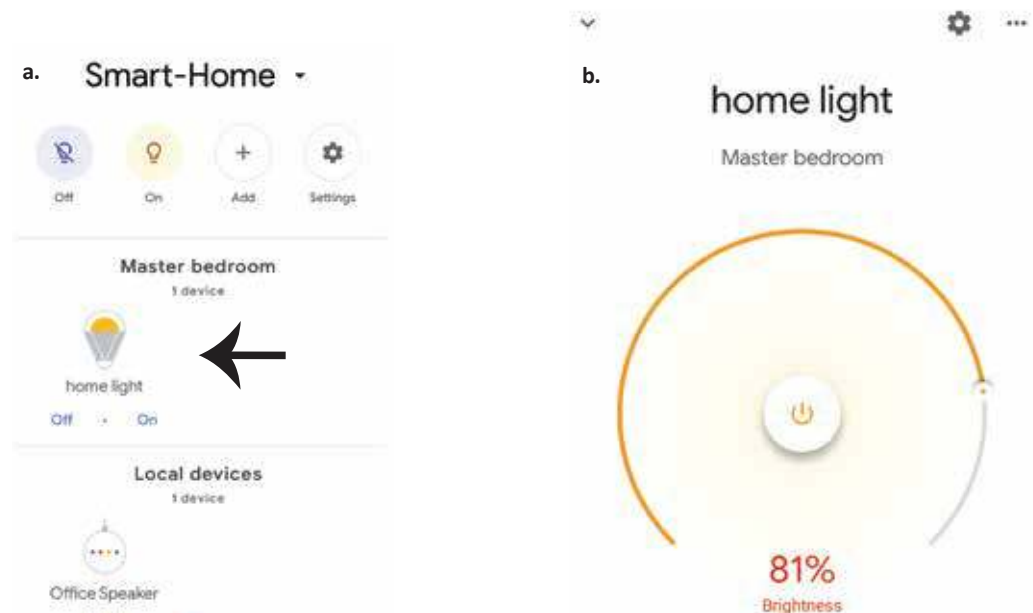 a. Smart-Home
Off On Add Settings
Master bedroom
1 device
home light
Off • On
Local devices
1 device
Office Speaker
b.
home light
Master bedroom
81%
Brightness